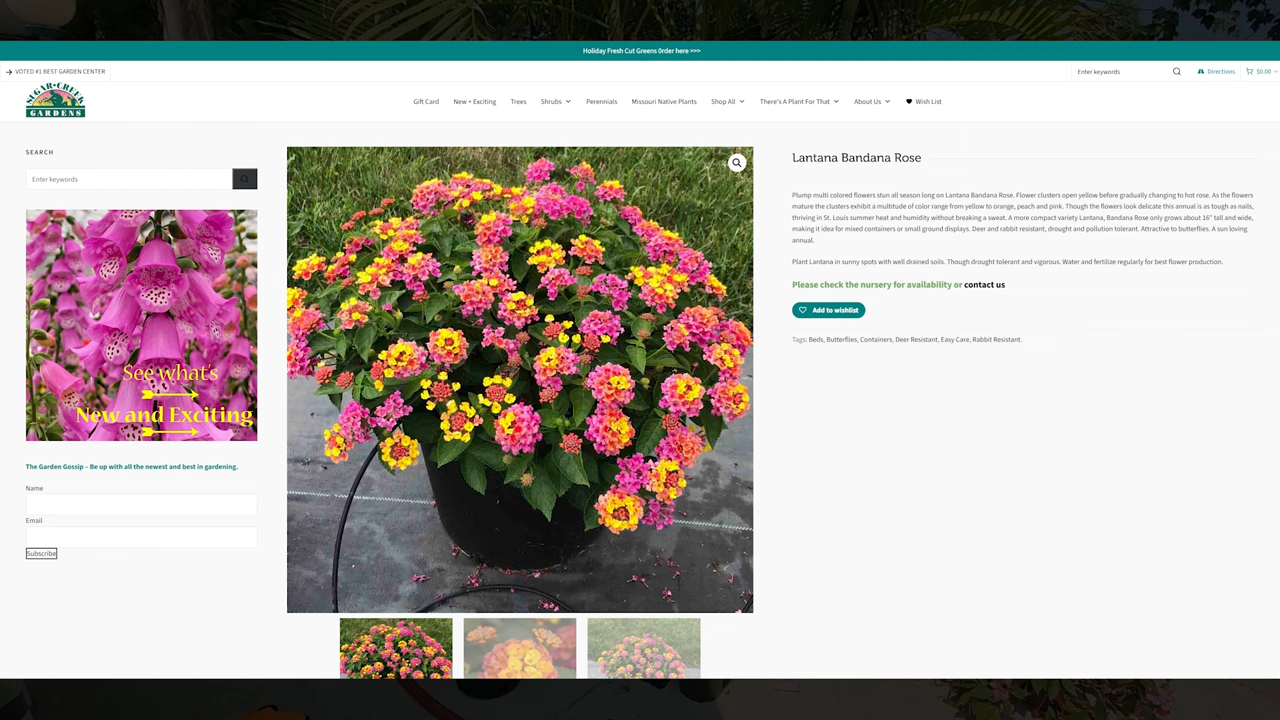 Holiday Fresh Cut Greens Order here >>>
VOTED #1 BEST GARDEN CENTER
Enter keywords
Directions
$0.00
SUGAR·CREEK
GARDENS
Gift Card
New + Exciting
Trees
Shrubs
Perennials
Missouri Native Plants
Shop All
There's A Plant For That
About Us
Wish List
SEARCH
Enter keywords
See what's
New and Exciting
The Garden Gossip – Be up with all the newest and best in gardening.
Name
Email
Subscribe
Lantana Bandana Rose
Plump multi colored flowers stun all season long on Lantana Bandana Rose. Flower clusters open yellow before gradually changing to hot rose. As the flowers
mature the clusters exhibit a multitude of color range from yellow to orange, peach and pink. Though the flowers look delicate this annual is as tough as nails,
thriving in St. Louis summer heat and humidity without breaking a sweat. A more compact variety Lantana, Bandana Rose only grows about 16" tall and wide,
making it idea for mixed containers or small ground displays. Deer and rabbit resistant, drought and pollution tolerant. Attractive to butterflies. A sun loving
annual.
Plant Lantana in sunny spots with well drained soils. Though drought tolerant and vigorous. Water and fertilize regularly for best flower production.
Please check the nursery for availability or contact us
Add to wishlist
Tags: Beds, Butterflies, Containers, Deer Resistant, Easy Care, Rabbit Resistant.